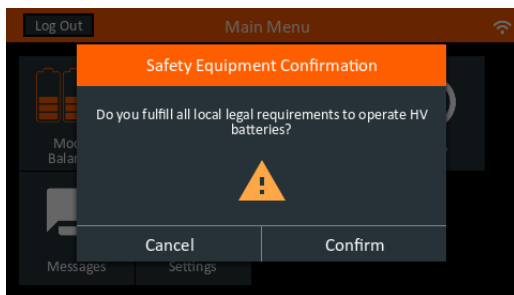 Log Out
Main Menu
Safety Equipment Confirmation
Do you fulfill all local legal requirements to operate HV
batteries?
Cancel
Confirm
Messages
Settings